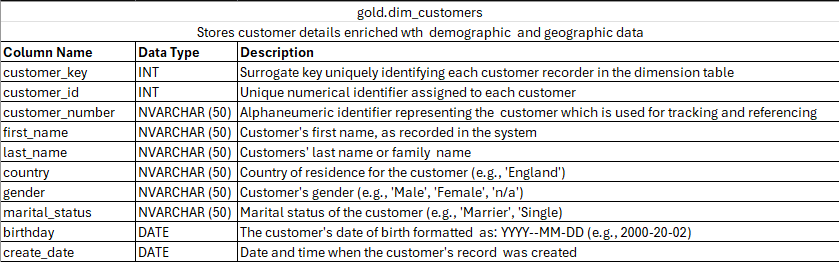 gold.dim_customers
Stores customer details enriched wth demographic and geographic data
Column Name Data Type Description
customer_key INT Surrogate key uniquely identifying each customer recorder in the dimension table
customer_id INT Unique numerical identifier assigned to each customer
customer_number NVARCHAR (50) Alphaneumeric identifier representing the customer which is used for tracking and referencing
first_name NVARCHAR (50) Customer's first name, as recorded in the system
last_name NVARCHAR (50) Customers' last name or family name
country NVARCHAR (50) Country of residence for the customer (e.g., 'England')
gender NVARCHAR (50) Customer's gender (e.g., 'Male', 'Female', 'n/a')
marital_status NVARCHAR (50) Marital status of the customer (e.g., 'Marrier', 'Single)
birthday DATE The customer's date of birth formatted as: YYYY--MM-DD (e.g., 2000-20-02)
create_date DATE Date and time when the customer's record was created